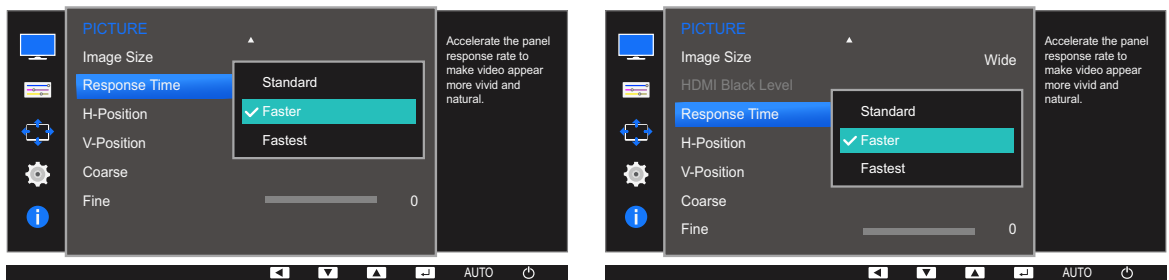 PICTURE
Image Size
Response Time
H-Position
V-Position
Coarse
Fine
0
Standard
Faster
Fastest
Accelerate the panel
response rate to
make video appear
more vivid and
natural.
AUTO
PICTURE
Image Size
Wide
HDMI Black Level
Response Time
H-Position
V-Position
Coarse
Fine
0
Standard
Faster
Fastest
Accelerate the panel
response rate to
make video appear
more vivid and
natural.
AUTO